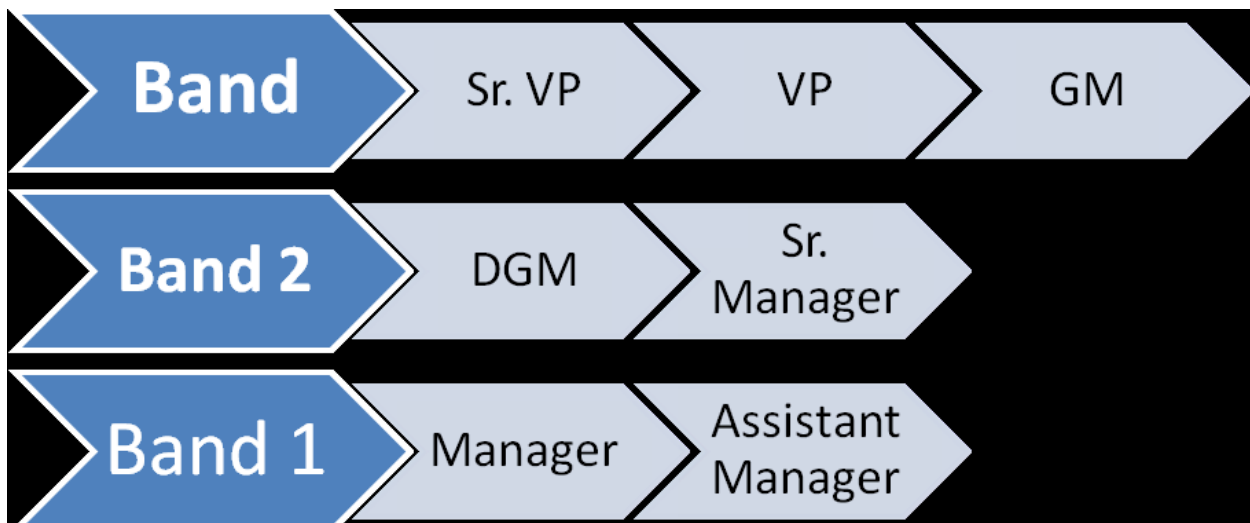 Band
Sr. VP
VP
GM
Band 2
DGM
Sr.
Manager
Band 1
Manager
Assistant
Manager